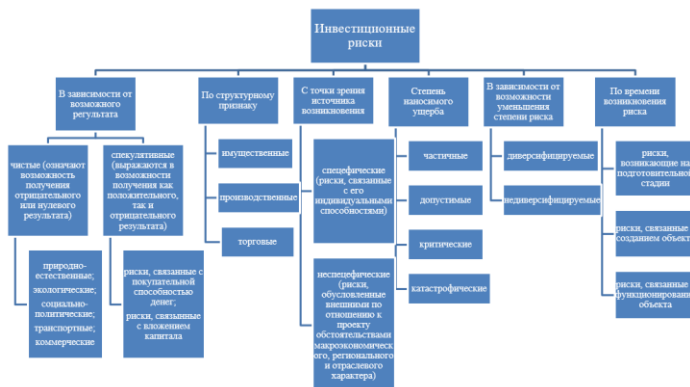 Инвестиционные
риски
В зависимости от
возможного
регультата
По структурному
признаку
С точки зрения
источника
возникновения
Степень
наносимого
ущерба
В зависимости от
возможности
уменьшения
степени риска
По времени
возникновения
риска
чистые (означают
возможность
получения
отрицательного
или нулевого
результата)
спекулятивные
(выражаются в
возможности
получения как
положительного,
так и
отрицательного
результата)
имущественные
производственные
торговые
спецефические
(риски, связанные
с его
индивидуальными
способностями)
частичные
допустимые
критические
катастрофические
диверсифицируемые
недиверсифицируемые
риски,
возникающие на
подготовительной
стадии
риски, связанные
созданием объекта
риски, связанные
функционирование
объекта
природно-
естественные;
экологические;
социально-
политические;
транспортные;
коммерческие
риски, связанные с
покупательной
способностью
денег;
риски, связынные
с вложением
капитала
неспецефические
(риски,
обусловленные
внешними по
отношению к
проекту
обстоятельствами
макроэкономическ
ого, регионального
и отраслевого
характера)